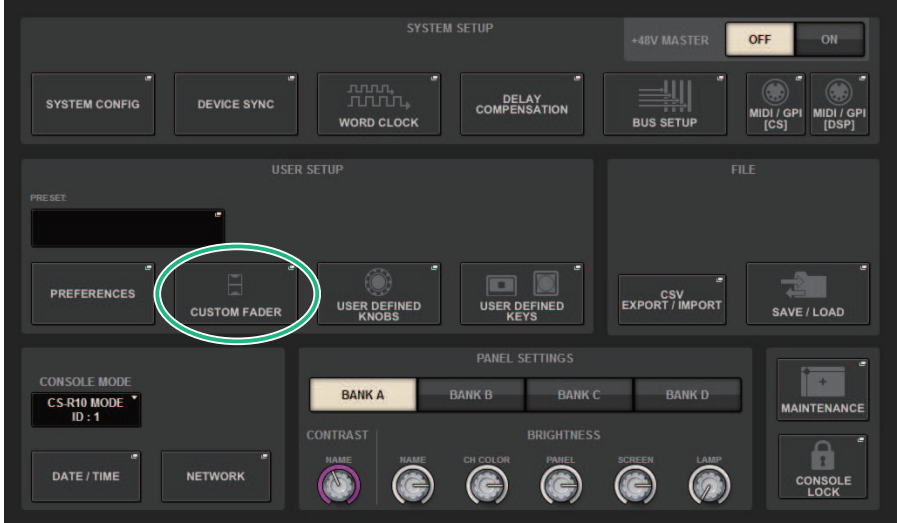 SYSTEM SETUP
+48V MASTER
OFF
ON
SYSTEM CONFIG
DEVICE SYNC
WORD CLOCK
DELAY
COMPENSATION
BUS SETUP
MIDI / GPI
[CS]
MIDI / GPI
[DSP]
USER SETUP
PRESET:
PREFERENCES
CUSTOM FADER
USER DEFINED
KNOBS
USER DEFINED
KEYS
FILE
CSV
EXPORT / IMPORT
SAVE / LOAD
CONSOLE MODE
CS-R10 MODE
ID : 1
DATE / TIME
NETWORK
PANEL SETTINGS
BANK A
BANK B
BANK C
BANK D
CONTRAST
BRIGHTNESS
NAME
NAME
CH COLOR
PANEL
SCREEN
LAMP
MAINTENANCE
CONSOLE
LOCK